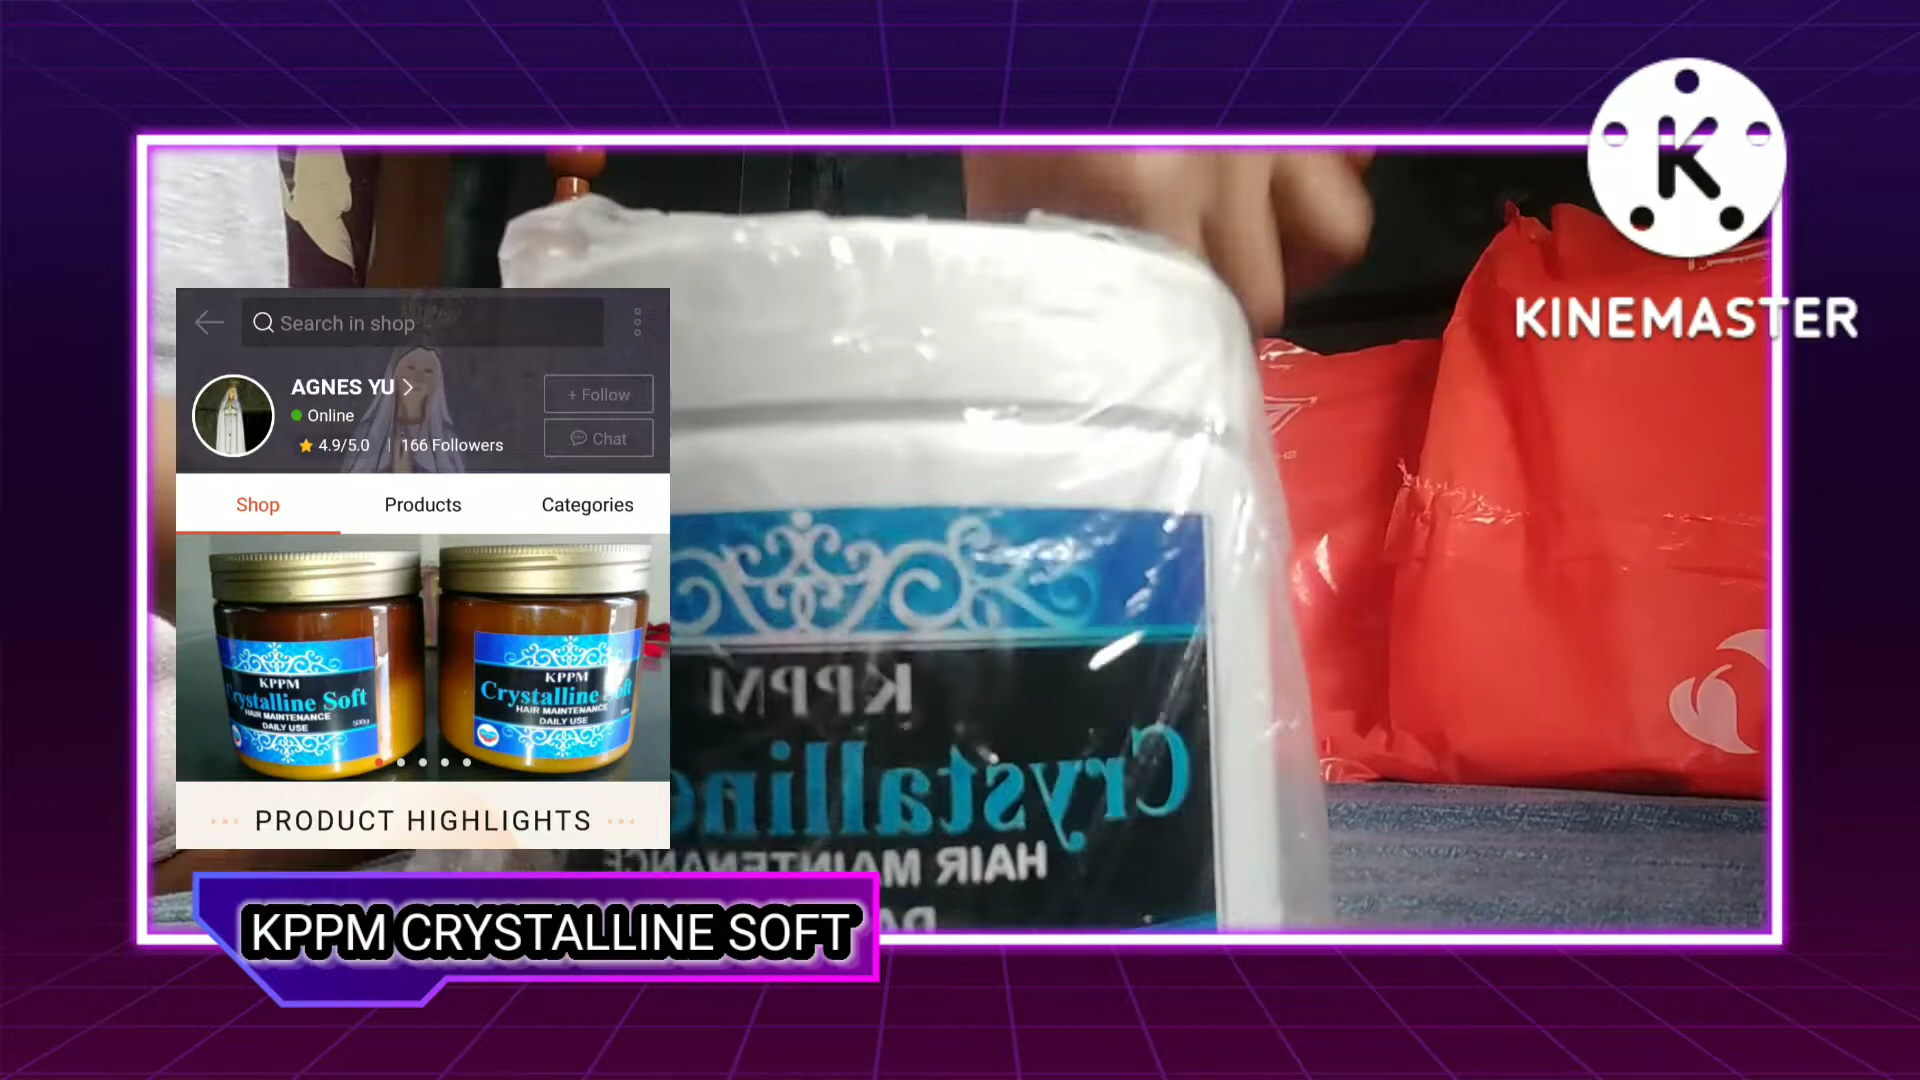 KINEMASTER
Search in shop
AGNES YU
+ Follow
Online
4.9/5.0
166 Followers
Chat
Shop
Products
Categories
KPPM
Crystalline Soft
HAIR MAINTENANCE
DAILY USE
500g
KPPM
Crystalline Soft
HAIR MAINTENANCE
DAILY USE
PRODUCT HIGHLIGHTS
KPPM
Crystalline
HAIR MAINTENANCE
KPPM CRYSTALLINE SOFT